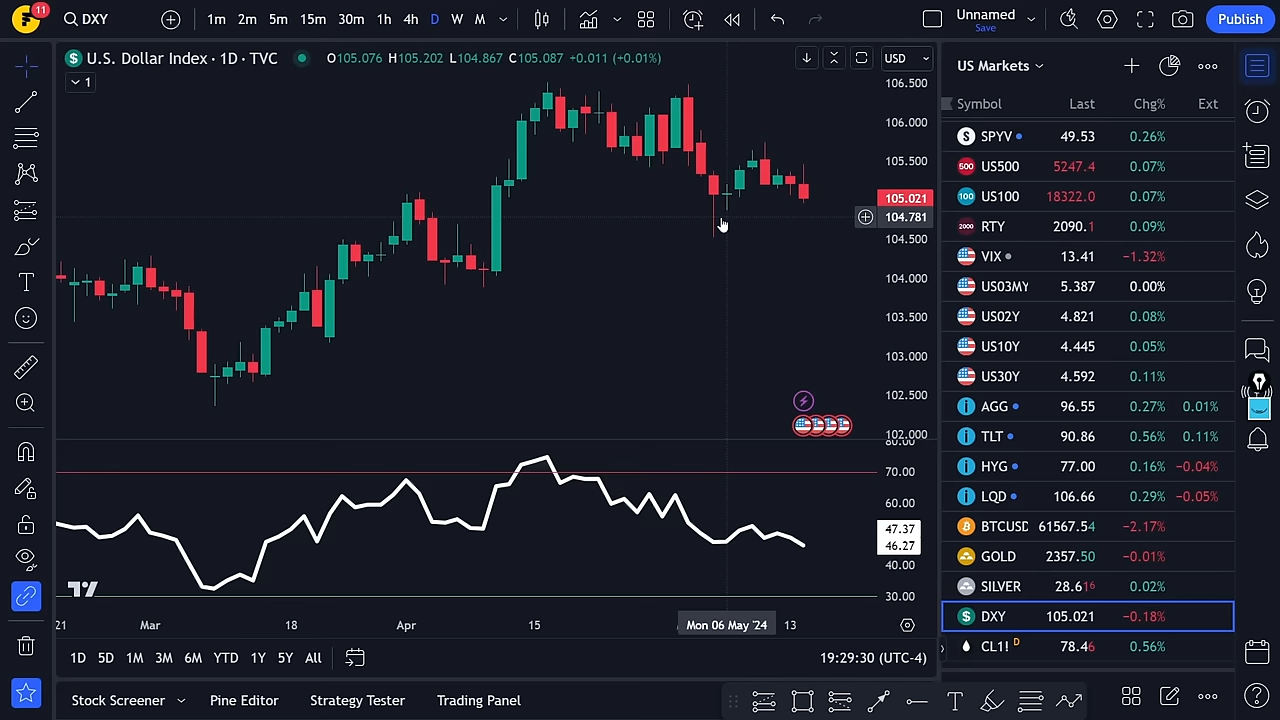 11
DXY
1m 2m 5m 15m 30m 1h 4h D W M
Unnamed
Save
Publish
$ U.S. Dollar Index · 1D · TVC
O105.076 H105.202 L104.867 C105.087 +0.011 (+0.01%)
USD
1
106.500
106.000
105.500
105.021
104.781
104.500
104.000
103.500
103.000
102.500
102.000
80.00
70.00
60.00
47.37
46.27
40.00
30.00
21 Mar 18 Apr 15 Mon 06 May '24 13
1D 5D 1M 3M 6M YTD 1Y 5Y All
19:29:30 (UTC-4)
Stock Screener Pine Editor Strategy Tester Trading Panel
US Markets
Symbol Last Chg% Ext
S SPYV 49.53 0.26%
500 US500 5247.4 0.07%
100 US100 18322.0 0.07%
2000 RTY 2090.1 0.09%
VIX 13.41 −1.32%
US03MY 5.387 0.00%
US02Y 4.821 0.08%
US10Y 4.445 0.05%
US30Y 4.592 0.11%
i AGG 96.55 0.27% 0.01%
i TLT 90.86 0.56% 0.11%
i HYG 77.00 0.16% −0.04%
i LQD 106.66 0.29% −0.05%
BTCUSD 61567.54 −2.17%
GOLD 2357.50 −0.01%
SILVER 28.616 0.02%
$ DXY 105.021 −0.18%
CL1! D 78.46 0.56%